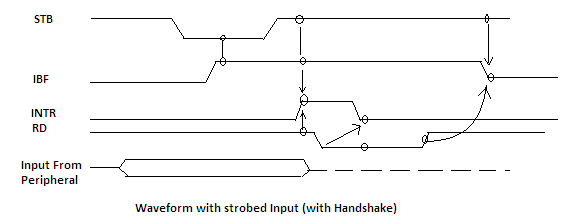 STB
IBF
INTR
RD
Input From
Peripheral
Waveform with strobed Input (with Handshake)